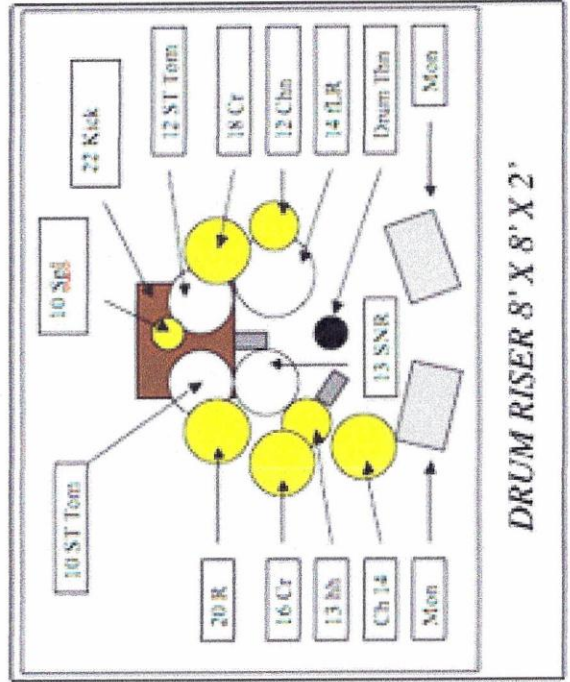 10 Spl
22 Kick
12 ST Tom
18 Cr
12 Chn
14 fLR
Drum Thn
Mon
10 ST Tom
20 R
16 Cr
13 hh
Ch 14
Mon
13 SNR
DRUM RISER 8' X 8' X 2'